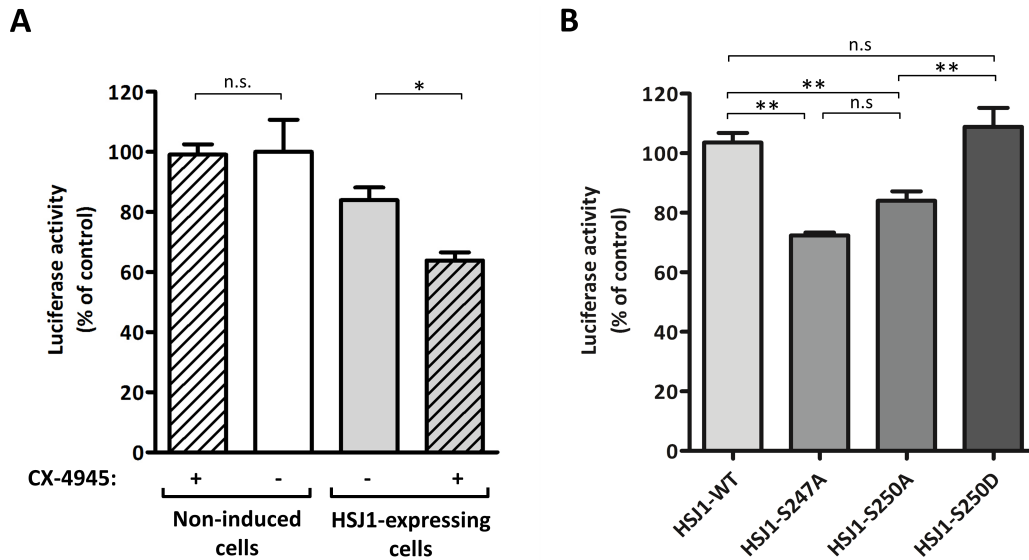 A
n.s.
*
120
100
80
60
40
20
0
Luciferase activity
(% of control)
CX-4945:
+
-
-
+
Non-induced
cells
HSJ1-expressing
cells
B
n.s
**
**
**
n.s
120
100
80
60
40
20
0
Luciferase activity
(% of control)
HSJ1-WT
HSJ1-S247A
HSJ1-S250A
HSJ1-S250D